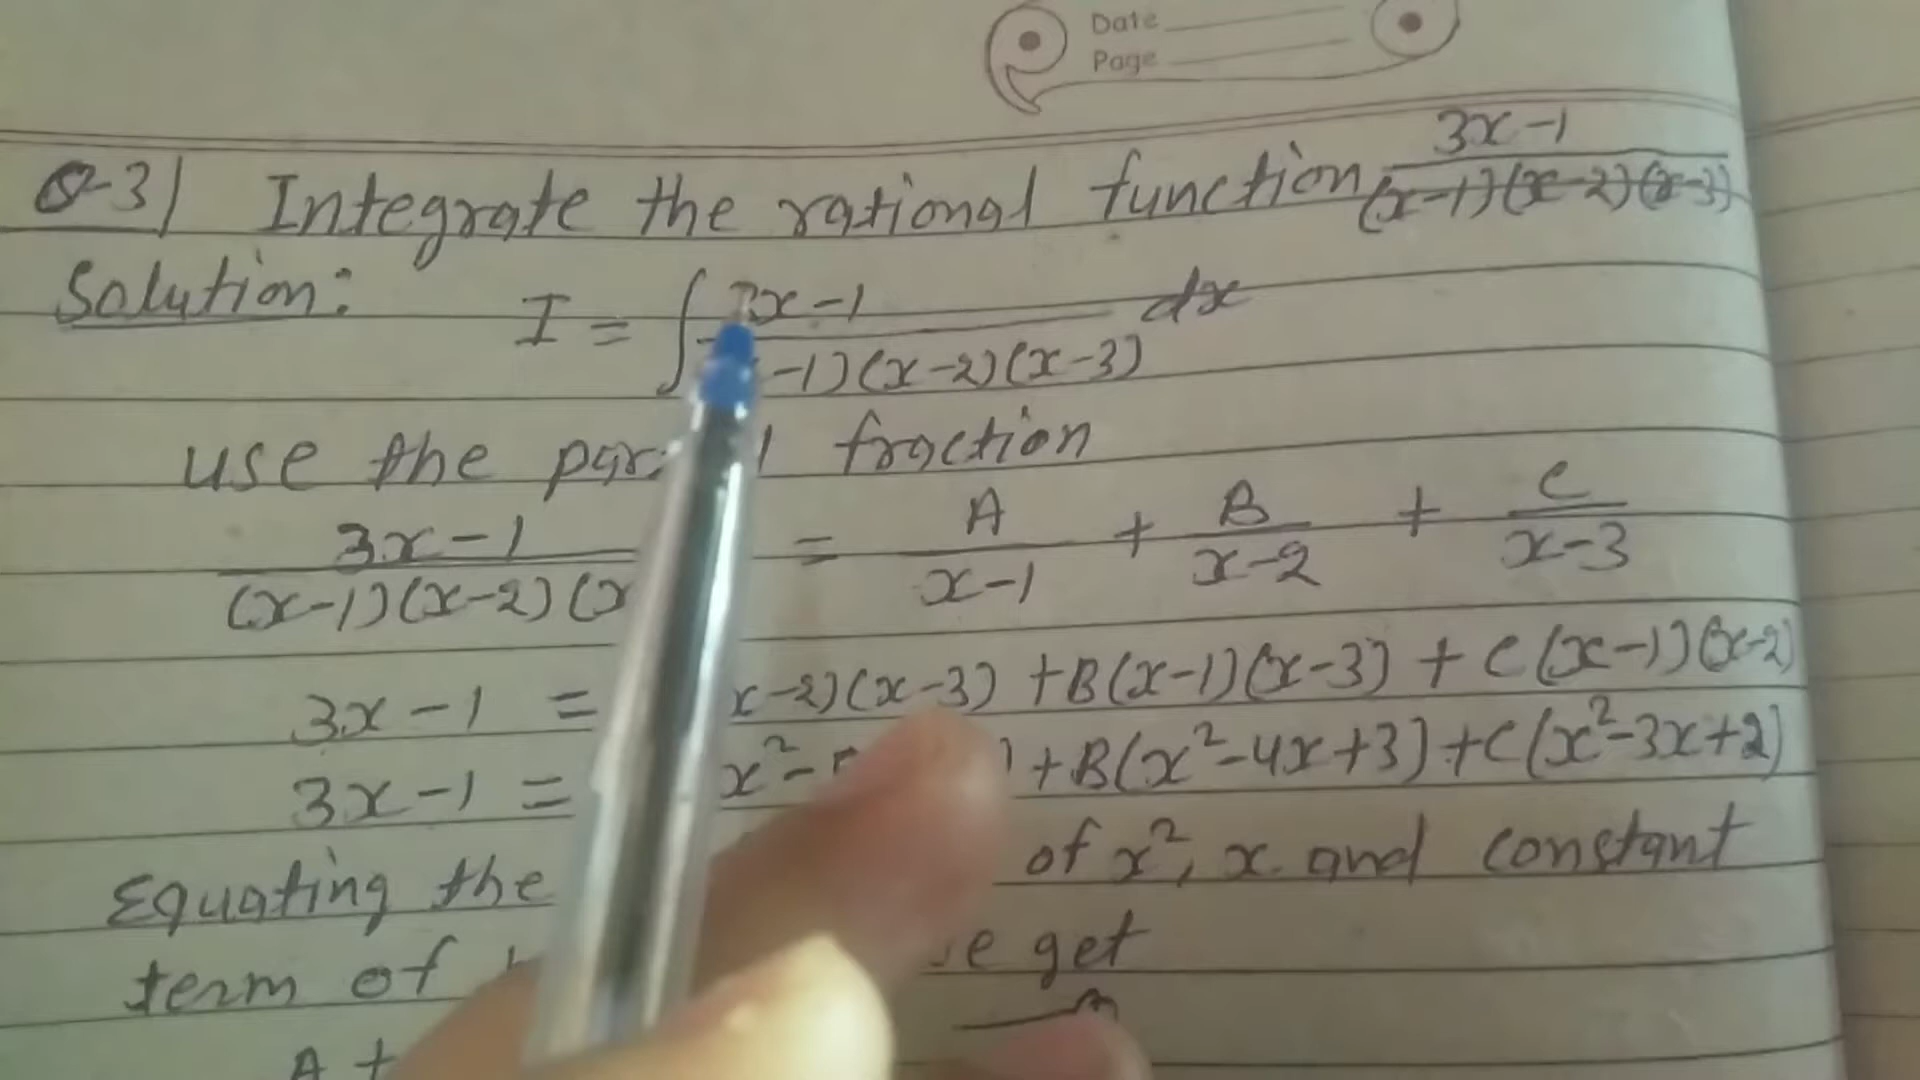 Date
Page
Q-3| Integrate the rational function 3x-1/(x-1)(x-2)(x-3)
Solution: I = ∫ 3x-1/(x-1)(x-2)(x-3) dx
use the fraction
3x-1/(x-1)(x-2)(x = A/x-1 + B/x-2 + C/x-3
3x-1 = x-2)(x-3) +B(x-1)(x-3) + C(x-1)(x-2)
3x-1 = x²- +B(x²-4x+3)+C(x²-3x+2)
Equating the of x², x and constant
term of get
A +